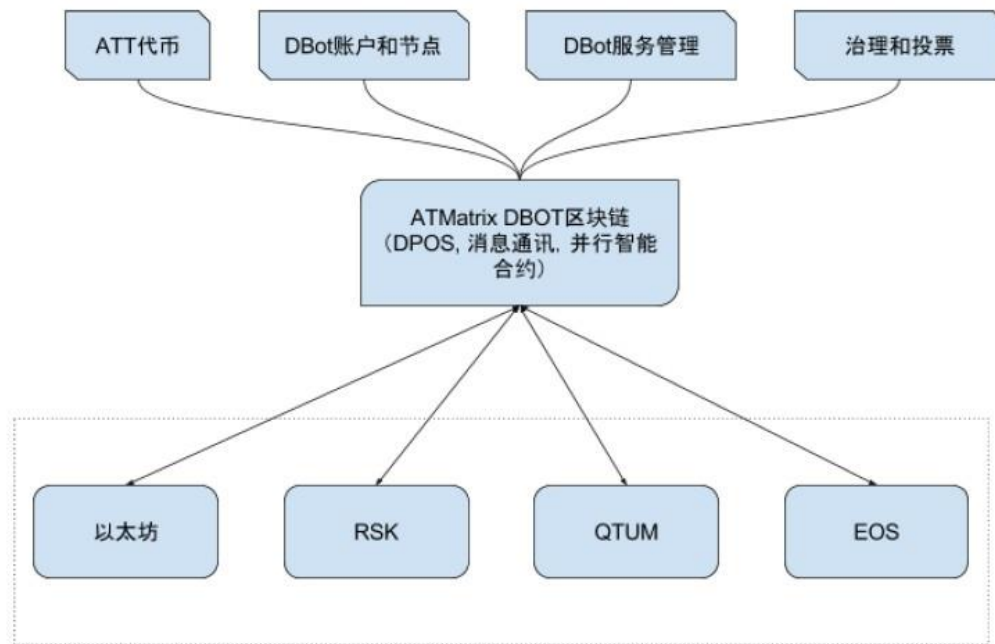 ATT代币
DBot账户和节点
DBot服务管理
治理和投票
ATMatrix DBOT区块链
（DPOS, 消息通讯, 并行智能
合约）
以太坊
RSK
QTUM
EOS